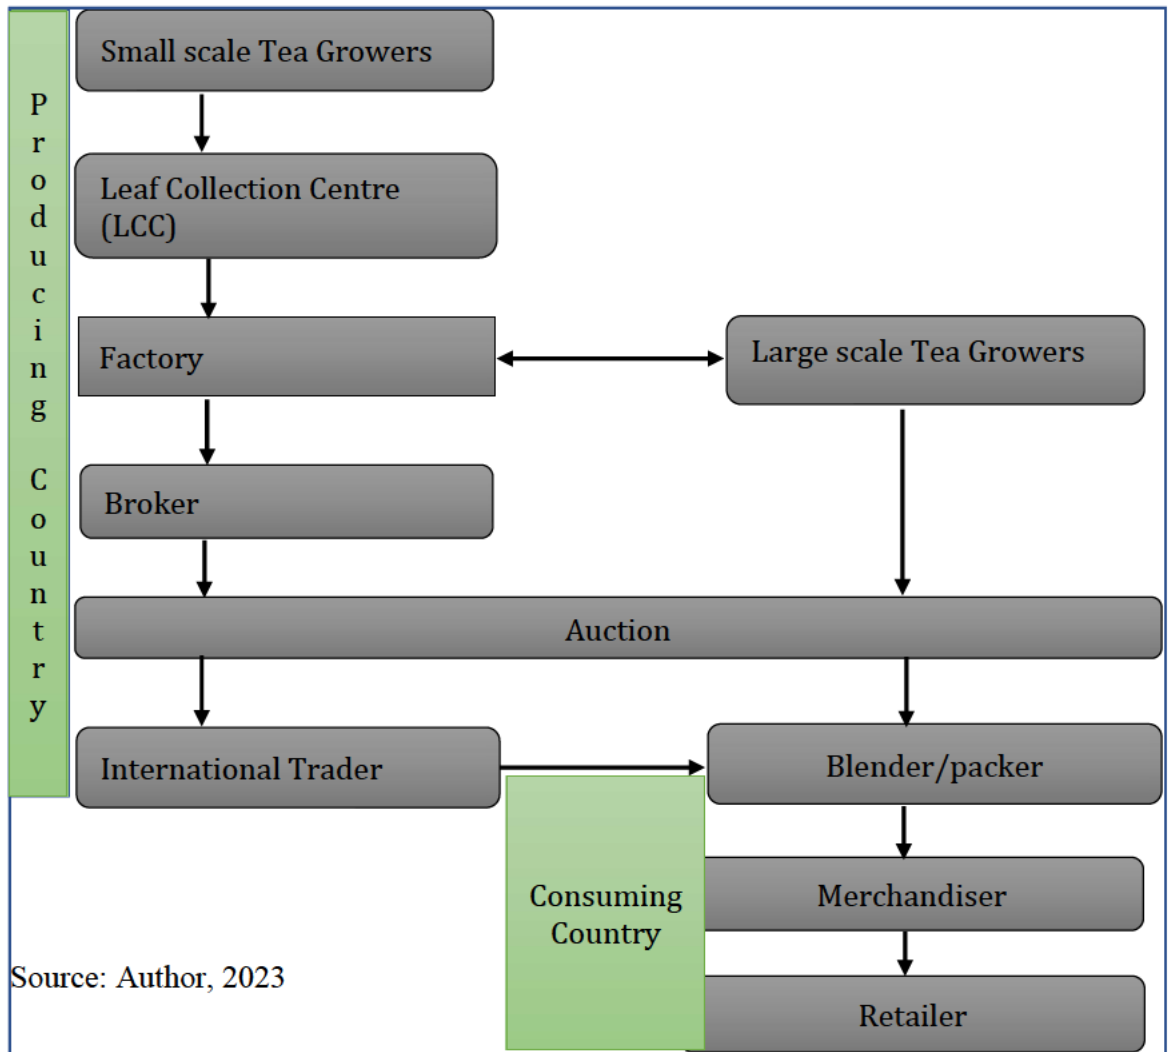 Producing Country
Small scale Tea Growers
Leaf Collection Centre
(LCC)
Factory
Large scale Tea Growers
Broker
Auction
International Trader
Blender/packer
Consuming
Country
Merchandiser
Source: Author, 2023
Retailer